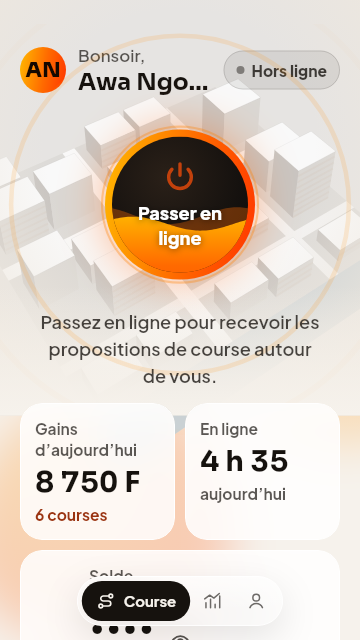 AN
Bonsoir,
Awa Ngo...
Hors ligne
Passer en
ligne
Passez en ligne pour recevoir les
propositions de course autour
de vous.
Gains
d’aujourd’hui
8 750 F
6 courses
En ligne
4 h 35
aujourd’hui
Solde
Course